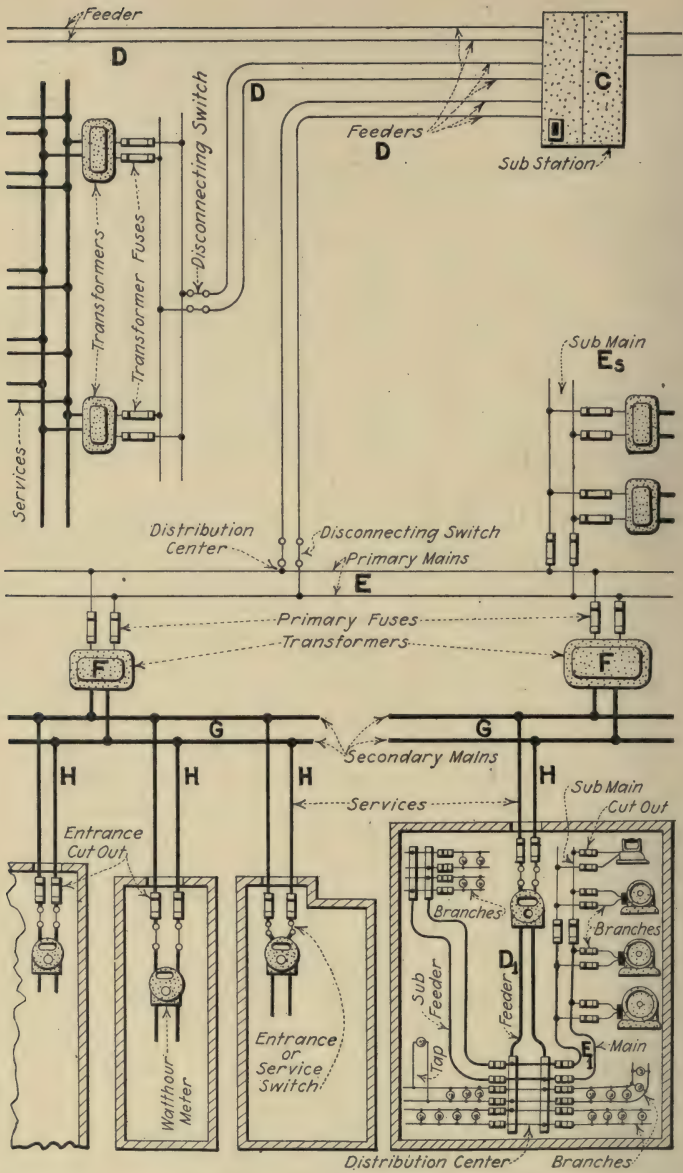 Feeder
D
C
D
Feeders
D
Sub Station
Disconnecting Switch
Transformers
Transformer Fuses
Services
Sub Main
Es
Distribution
Center
Disconnecting Switch
Primary Mains
E
Primary Fuses
Transformers
F
F
G
G
Secondary Mains
H
H
H
H
Services
Sub Main
Cut Out
Entrance
Cut Out
Branches
Branches
D1
Sub
Feeder
Feeder
Tap
E1
Main
Watthour
Meter
Entrance
or
Service
Switch
Distribution Center
Branches